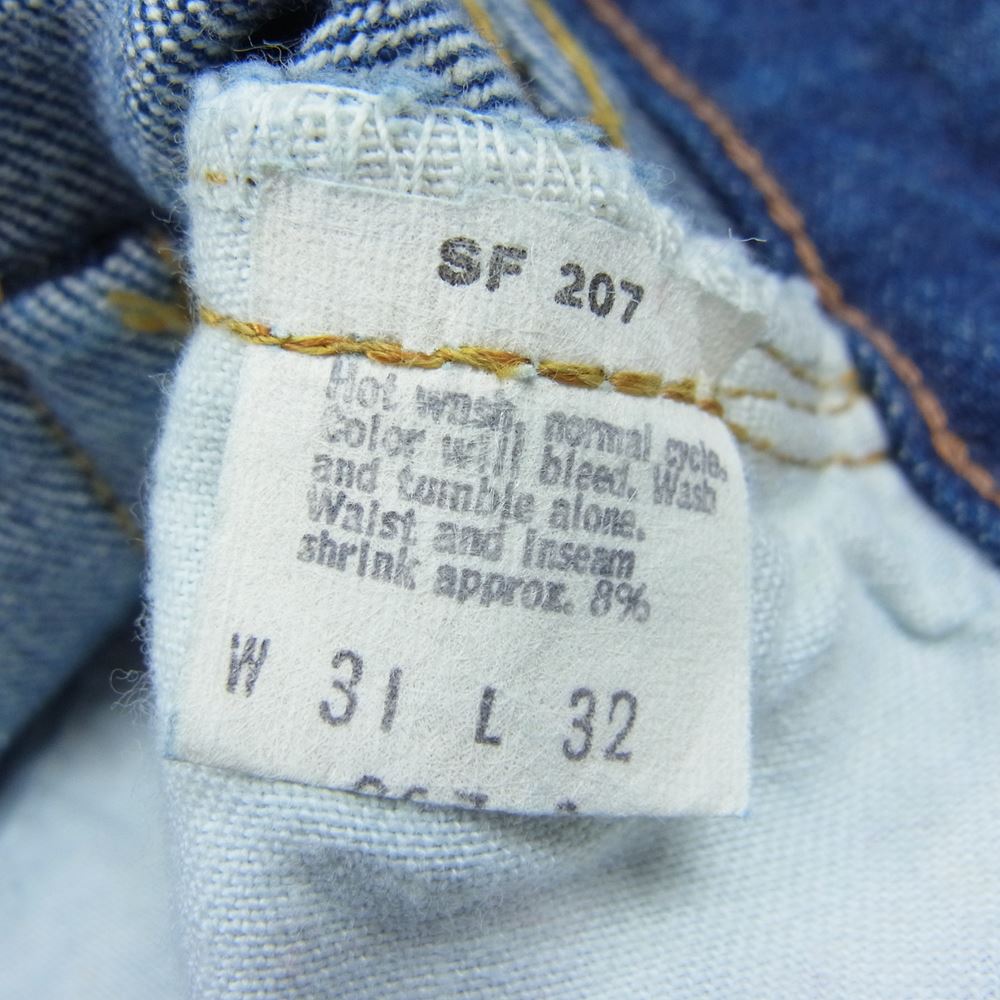 SF 207
Hot wash, normal cycle.
Color will bleed. Wash
and tumble alone.
Waist and inseam
shrink approx. 8%
W 31 L 32